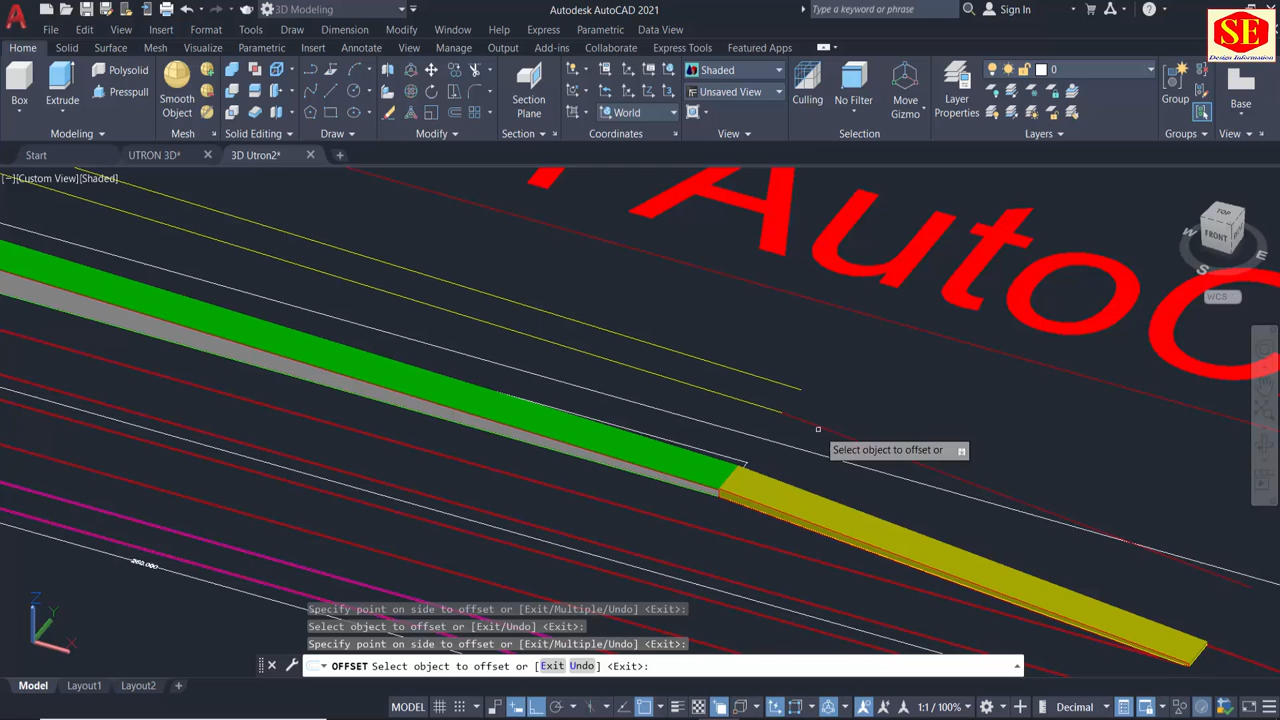 3D Modeling
Autodesk AutoCAD 2021
Type a keyword or phrase
Sign In
SE
Design Information
File Edit View Insert Format Tools Draw Dimension Modify Window Help Express Parametric Data View
Home Solid Surface Mesh Visualize Parametric Insert Annotate View Manage Output Add-ins Collaborate Express Tools Featured Apps
Box
Extrude
Polysolid
Presspull
Smooth Object
Section Plane
World
Shaded
Unsaved View
Culling
No Filter
Move Gizmo
Layer Properties
0
Group
Base
Modeling Mesh Solid Editing Draw Modify Section Coordinates View Selection Layers Groups View
Start UTRON 3D* 3D Utron2*
[−][Custom View][Shaded]
AutoC
TOP
FRONT
W
S
E
WCS
Select object to offset or
Z
Y
X
Specify point on side to offset or [Exit/Multiple/Undo] <Exit>:
Select object to offset or [Exit/Undo] <Exit>:
Specify point on side to offset or [Exit/Multiple/Undo] <Exit>:
OFFSET Select object to offset or [Exit Undo] <Exit>:
Model Layout1 Layout2
MODEL 1:1 / 100% Decimal